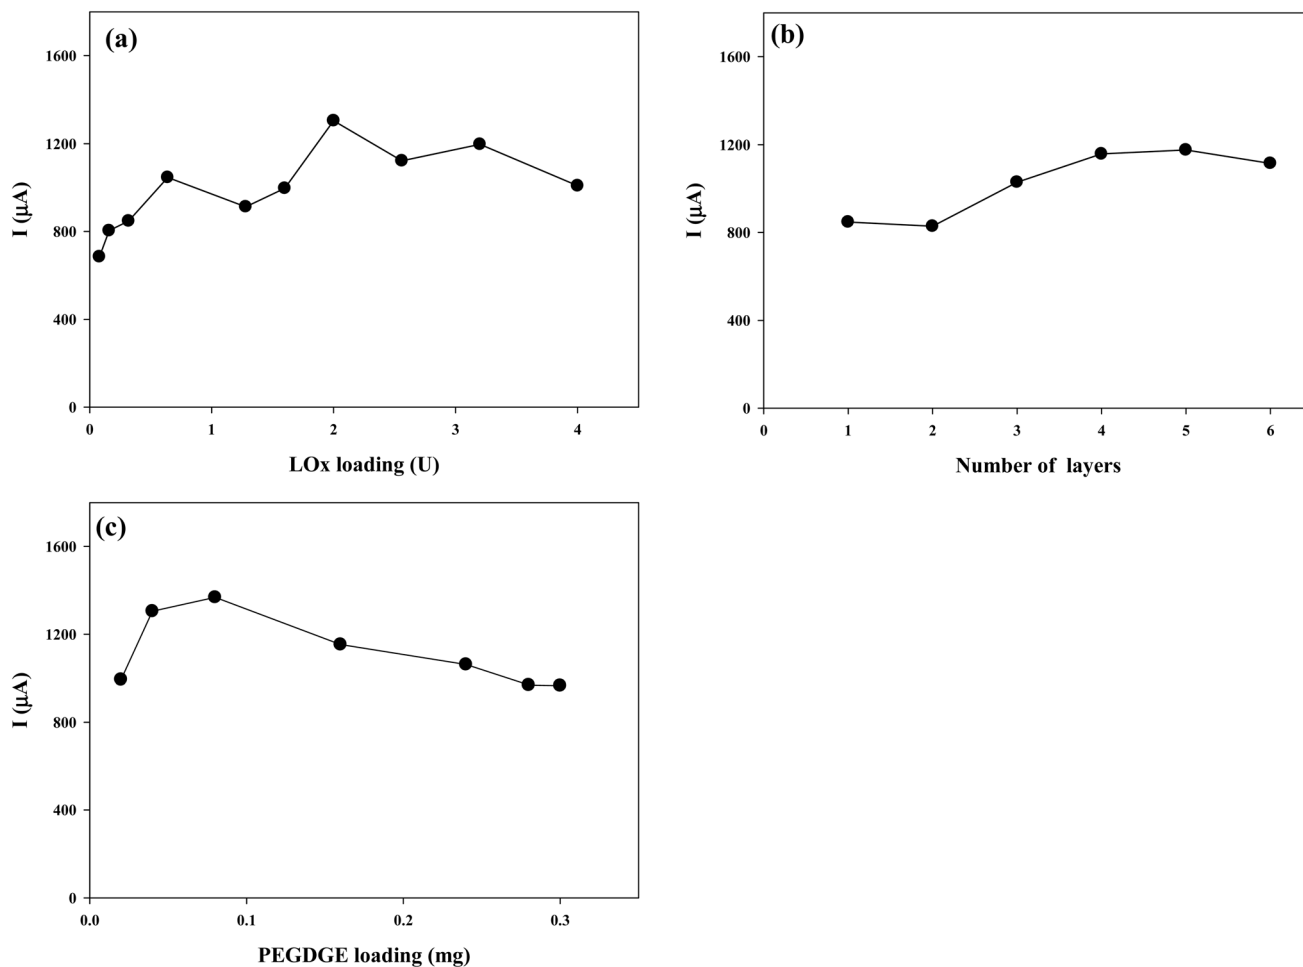 (a)
1600
1200
800
400
0
I (µA)
0 1 2 3 4
LOx loading (U)
(b)
1600
1200
800
400
0
I (µA)
0 1 2 3 4 5 6
Number of layers
(c)
1600
1200
800
400
0
I (µA)
0.0 0.1 0.2 0.3
PEGDGE loading (mg)